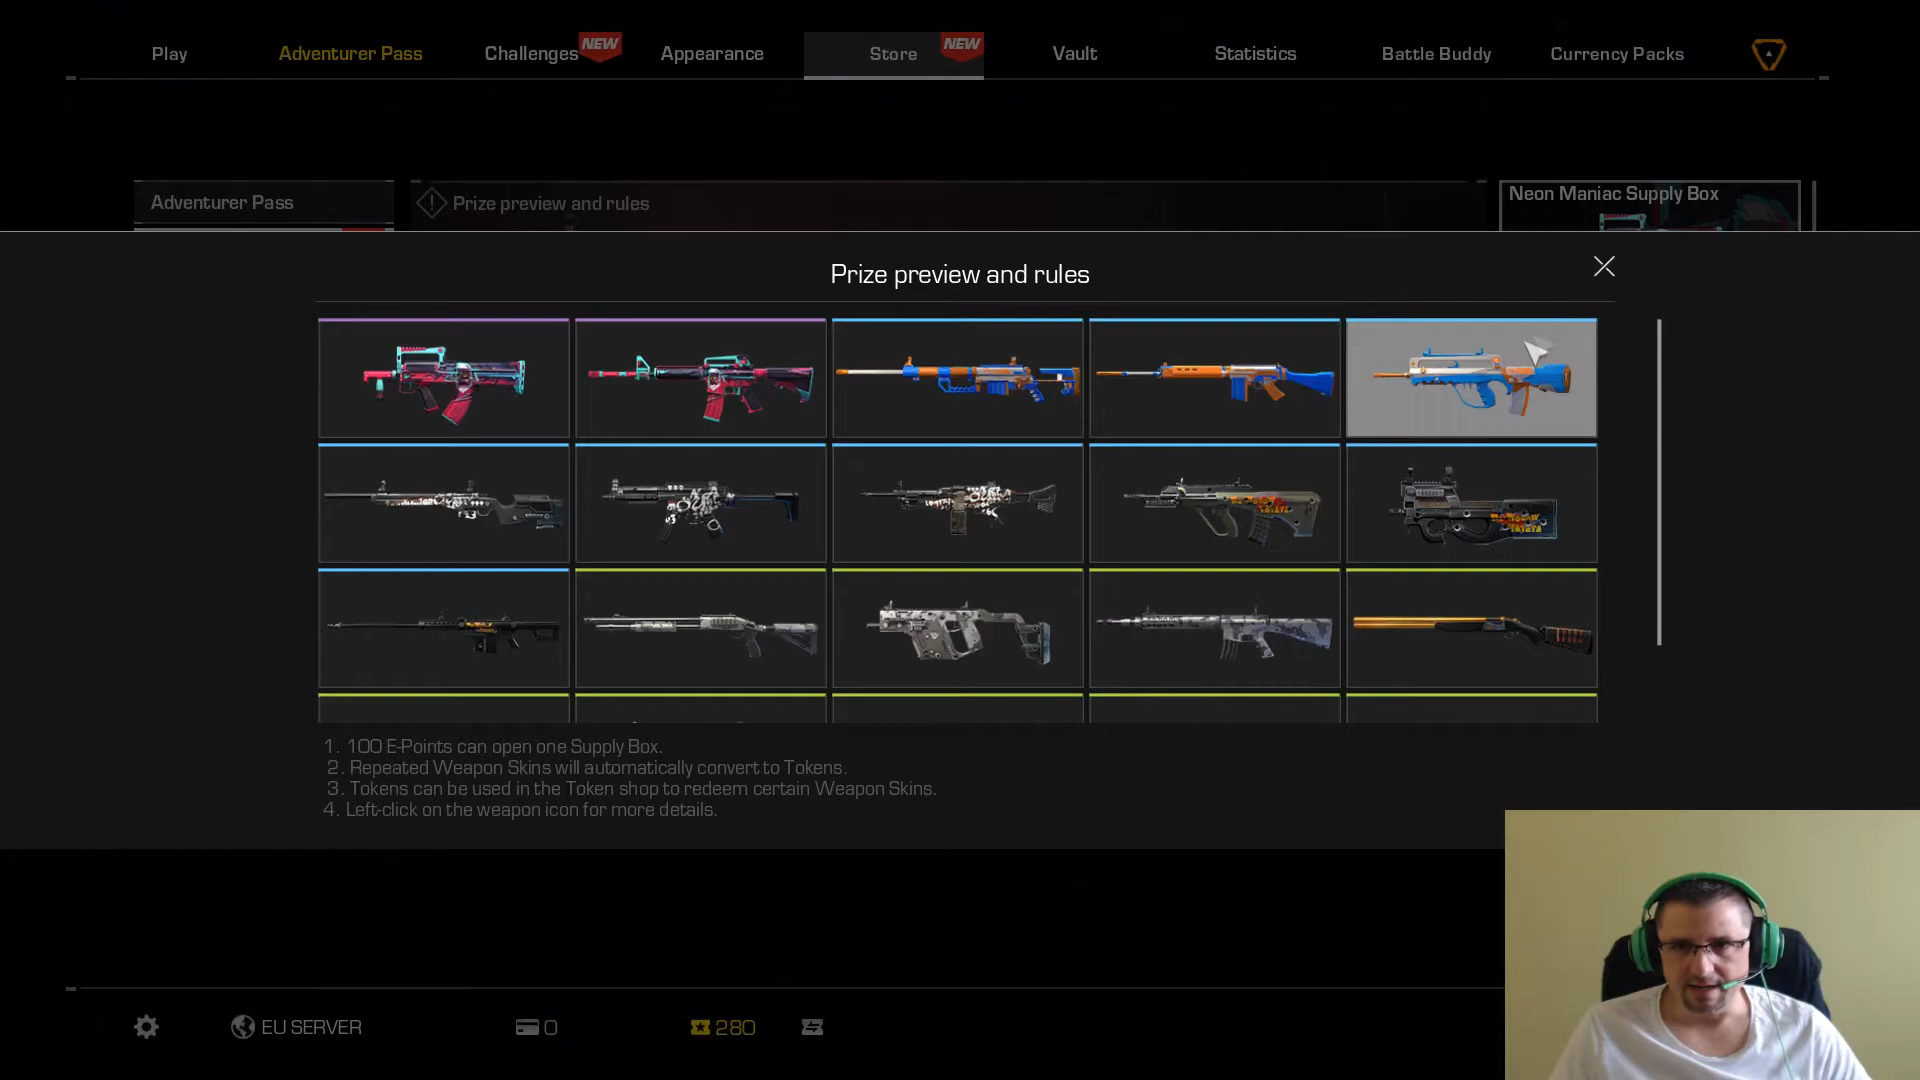 Play
Adventurer Pass
Challenges
NEW
Appearance
Store
NEW
Vault
Statistics
Battle Buddy
Currency Packs
Adventurer Pass
Prize preview and rules
Neon Maniac Supply Box
Prize preview and rules
1. 100 E-Points can open one Supply Box.
2. Repeated Weapon Skins will automatically convert to Tokens.
3. Tokens can be used in the Token shop to redeem certain Weapon Skins.
4. Left-click on the weapon icon for more details.
EU SERVER
0
280